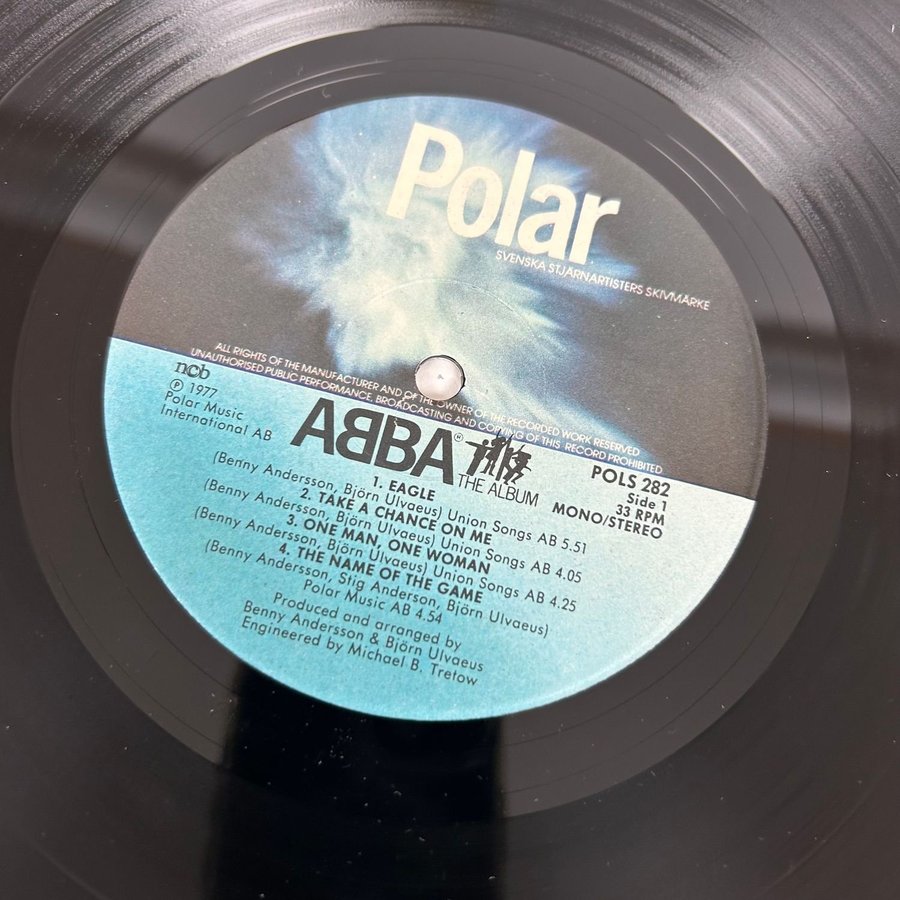 Polar
SVENSKA STJÄRNARTISTERS SKIVMÄRKE
ALL RIGHTS OF THE MANUFACTURER AND OF THE OWNER OF THE RECORDED WORK RESERVED
UNAUTHORISED PUBLIC PERFORMANCE, BROADCASTING AND COPYING OF THIS RECORD PROHIBITED
ncb
℗ 1977
Polar Music
International AB
ABBA®
THE ALBUM
POLS 282
Side 1
33 RPM
MONO/STEREO
1. EAGLE
(Benny Andersson, Björn Ulvaeus) Union Songs AB 5.51
2. TAKE A CHANCE ON ME
(Benny Andersson, Björn Ulvaeus) Union Songs AB 4.05
3. ONE MAN, ONE WOMAN
(Benny Andersson, Björn Ulvaeus) Union Songs AB 4.25
4. THE NAME OF THE GAME
(Benny Andersson, Stig Anderson, Björn Ulvaeus)
Polar Music AB 4.54
Produced and arranged by
Benny Andersson & Björn Ulvaeus
Engineered by Michael B. Tretow